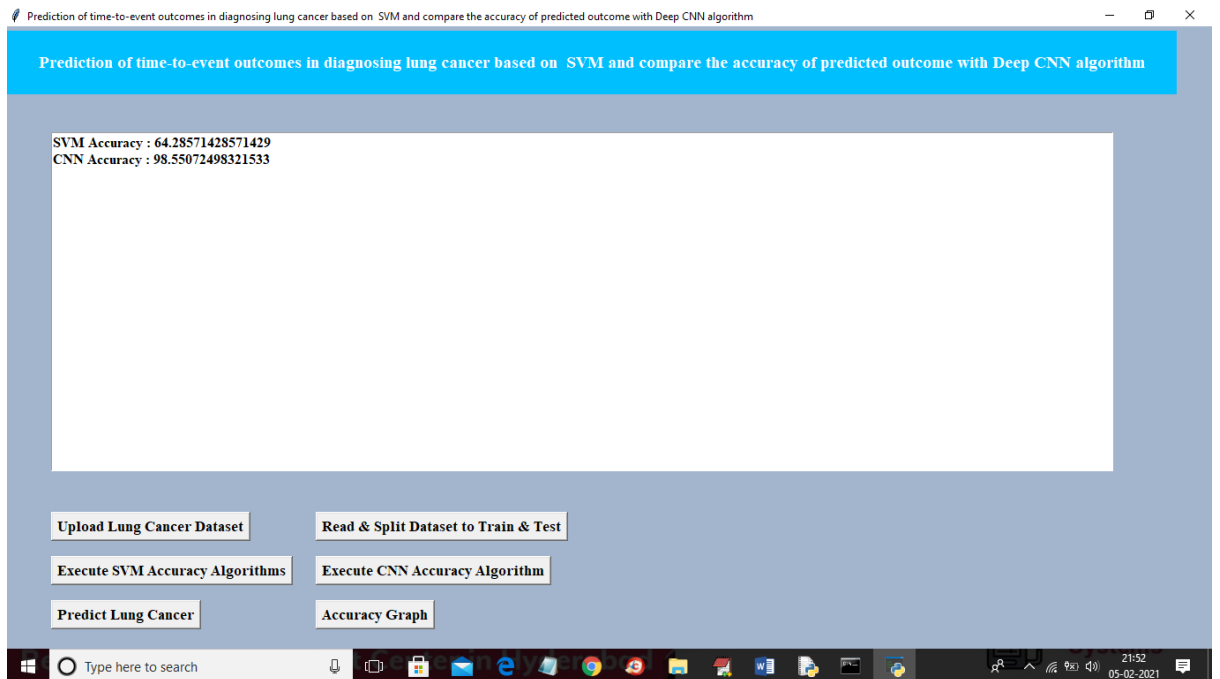 Prediction of time-to-event outcomes in diagnosing lung cancer based on  SVM and compare the accuracy of predicted outcome with Deep CNN algorithm
Prediction of time-to-event outcomes in diagnosing lung cancer based on  SVM and compare the accuracy of predicted outcome with Deep CNN algorithm
SVM Accuracy : 64.28571428571429
CNN Accuracy : 98.55072498321533
Upload Lung Cancer Dataset
Read & Split Dataset to Train & Test
Execute SVM Accuracy Algorithms
Execute CNN Accuracy Algorithm
Predict Lung Cancer
Accuracy Graph
Type here to search
21:52
05-02-2021